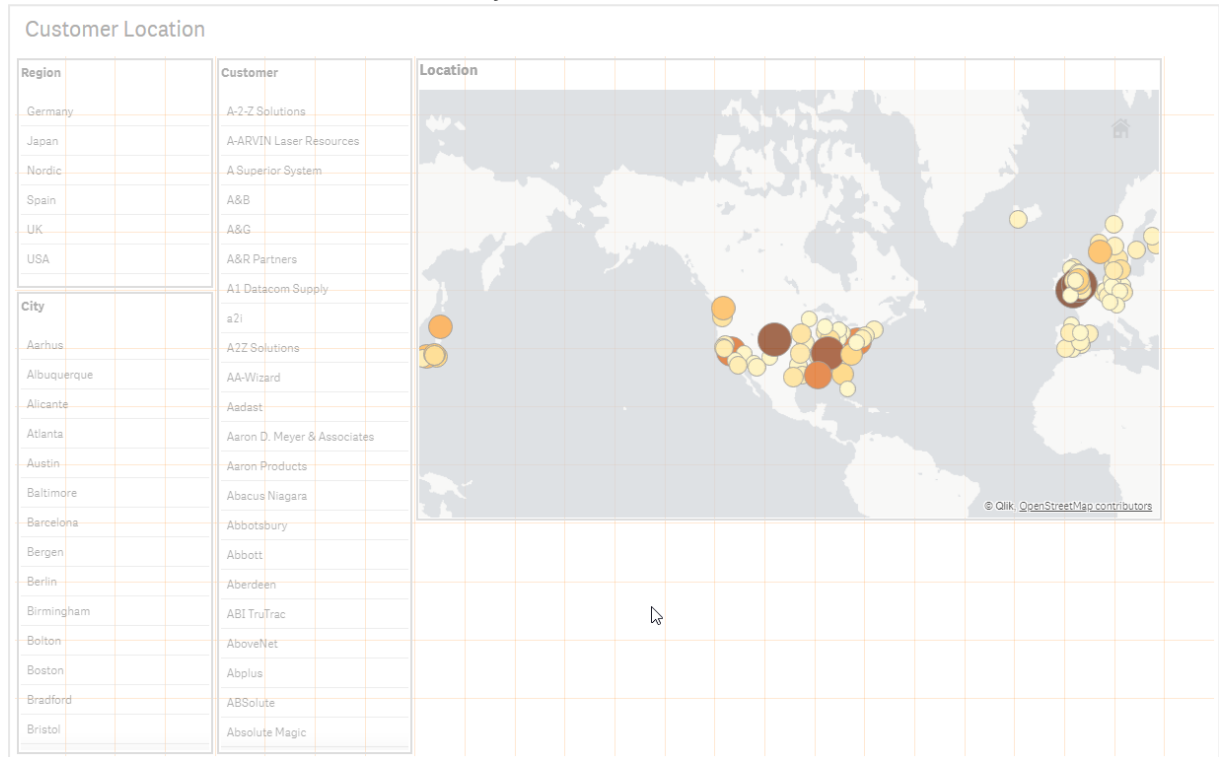 Customer Location
Region
Germany
Japan
Nordic
Spain
UK
USA
City
Aarhus
Albuquerque
Alicante
Atlanta
Austin
Baltimore
Barcelona
Bergen
Berlin
Birmingham
Bolton
Boston
Bradford
Bristol
Customer
A-2-Z Solutions
A-ARVIN Laser Resources
A Superior System
A&B
A&G
A&R Partners
A1 Datacom Supply
a2i
A2Z Solutions
AA-Wizard
Aadast
Aaron D. Meyer & Associates
Aaron Products
Abacus Niagara
Abbotsbury
Abbott
Aberdeen
ABI TruTrac
AboveNet
Abplus
ABSolute
Absolute Magic
Location
© Qlik, OpenStreetMap contributors